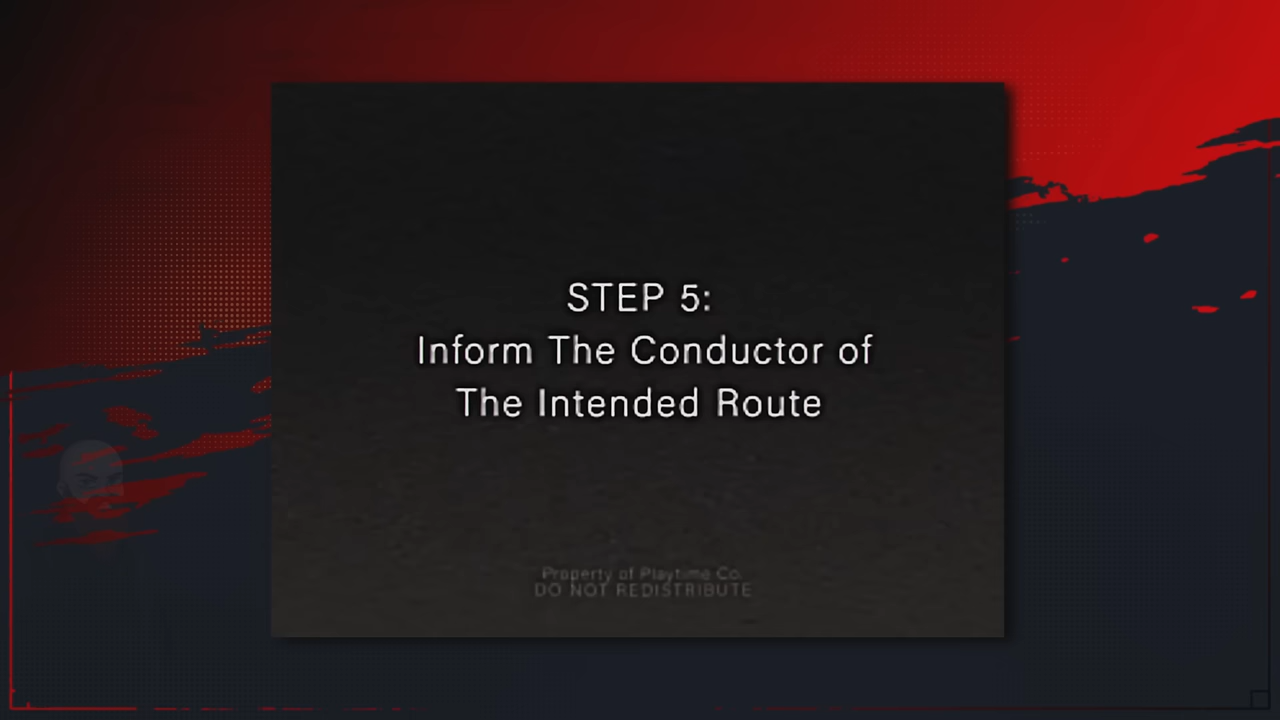 STEP 5:
Inform The Conductor of
The Intended Route
Property of Playtime Co.
DO NOT REDISTRIBUTE